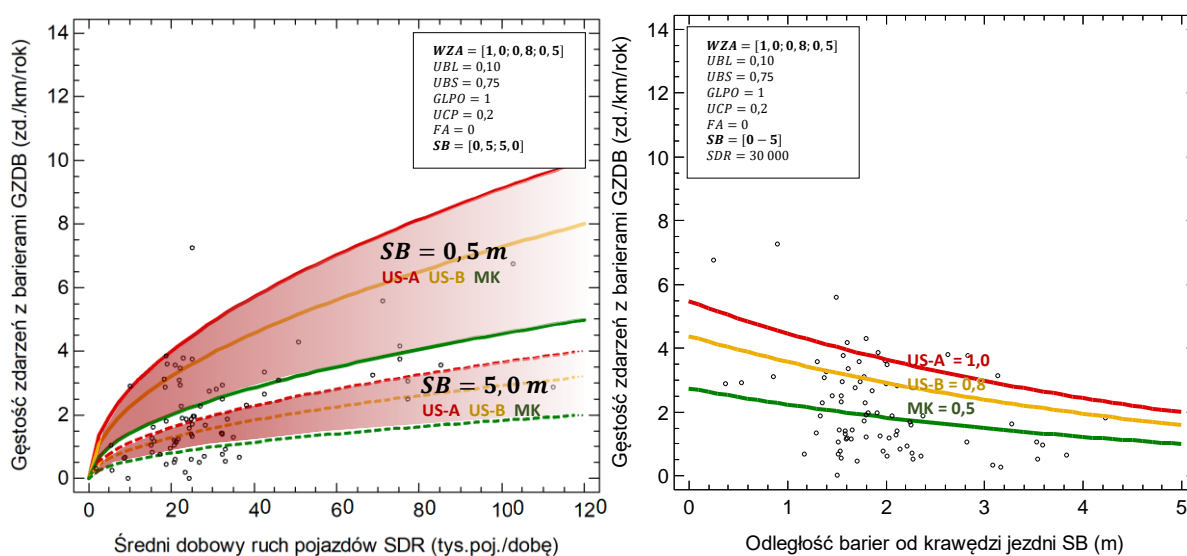 Gęstość zdarzeń z barierami GZDB (zd./km/rok)
14
12
10
8
6
4
2
0
WZA = [1,0; 0,8; 0,5]
UBL = 0,10
UBS = 0,75
GLPO = 1
UCP = 0,2
FA = 0
SB = [0,5; 5,0]
SB = 0,5 m
US-A US-B MK
SB = 5,0 m
US-A US-B MK
0 20 40 60 80 100 120
Średni dobowy ruch pojazdów SDR (tys.poj./dobę)
Gęstość zdarzeń z barierami GZDB (zd./km/rok)
14
12
10
8
6
4
2
0
WZA = [1,0; 0,8; 0,5]
UBL = 0,10
UBS = 0,75
GLPO = 1
UCP = 0,2
FA = 0
SB = [0 − 5]
SDR = 30 000
US-A = 1,0
US-B = 0,8
MK = 0,5
0 1 2 3 4 5
Odległość barier od krawędzi jezdni SB (m)